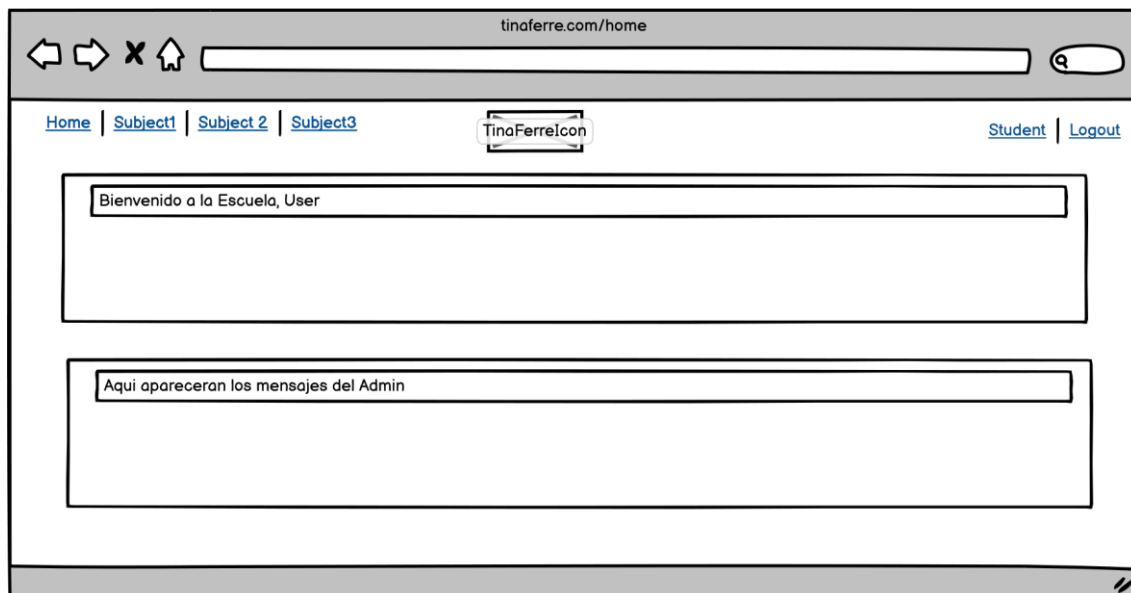 tinaferre.com/home
Home Subject1 Subject 2 Subject3 TinaFerreIcon Student Logout
Bienvenido a la Escuela, User
Aqui apareceran los mensajes del Admin